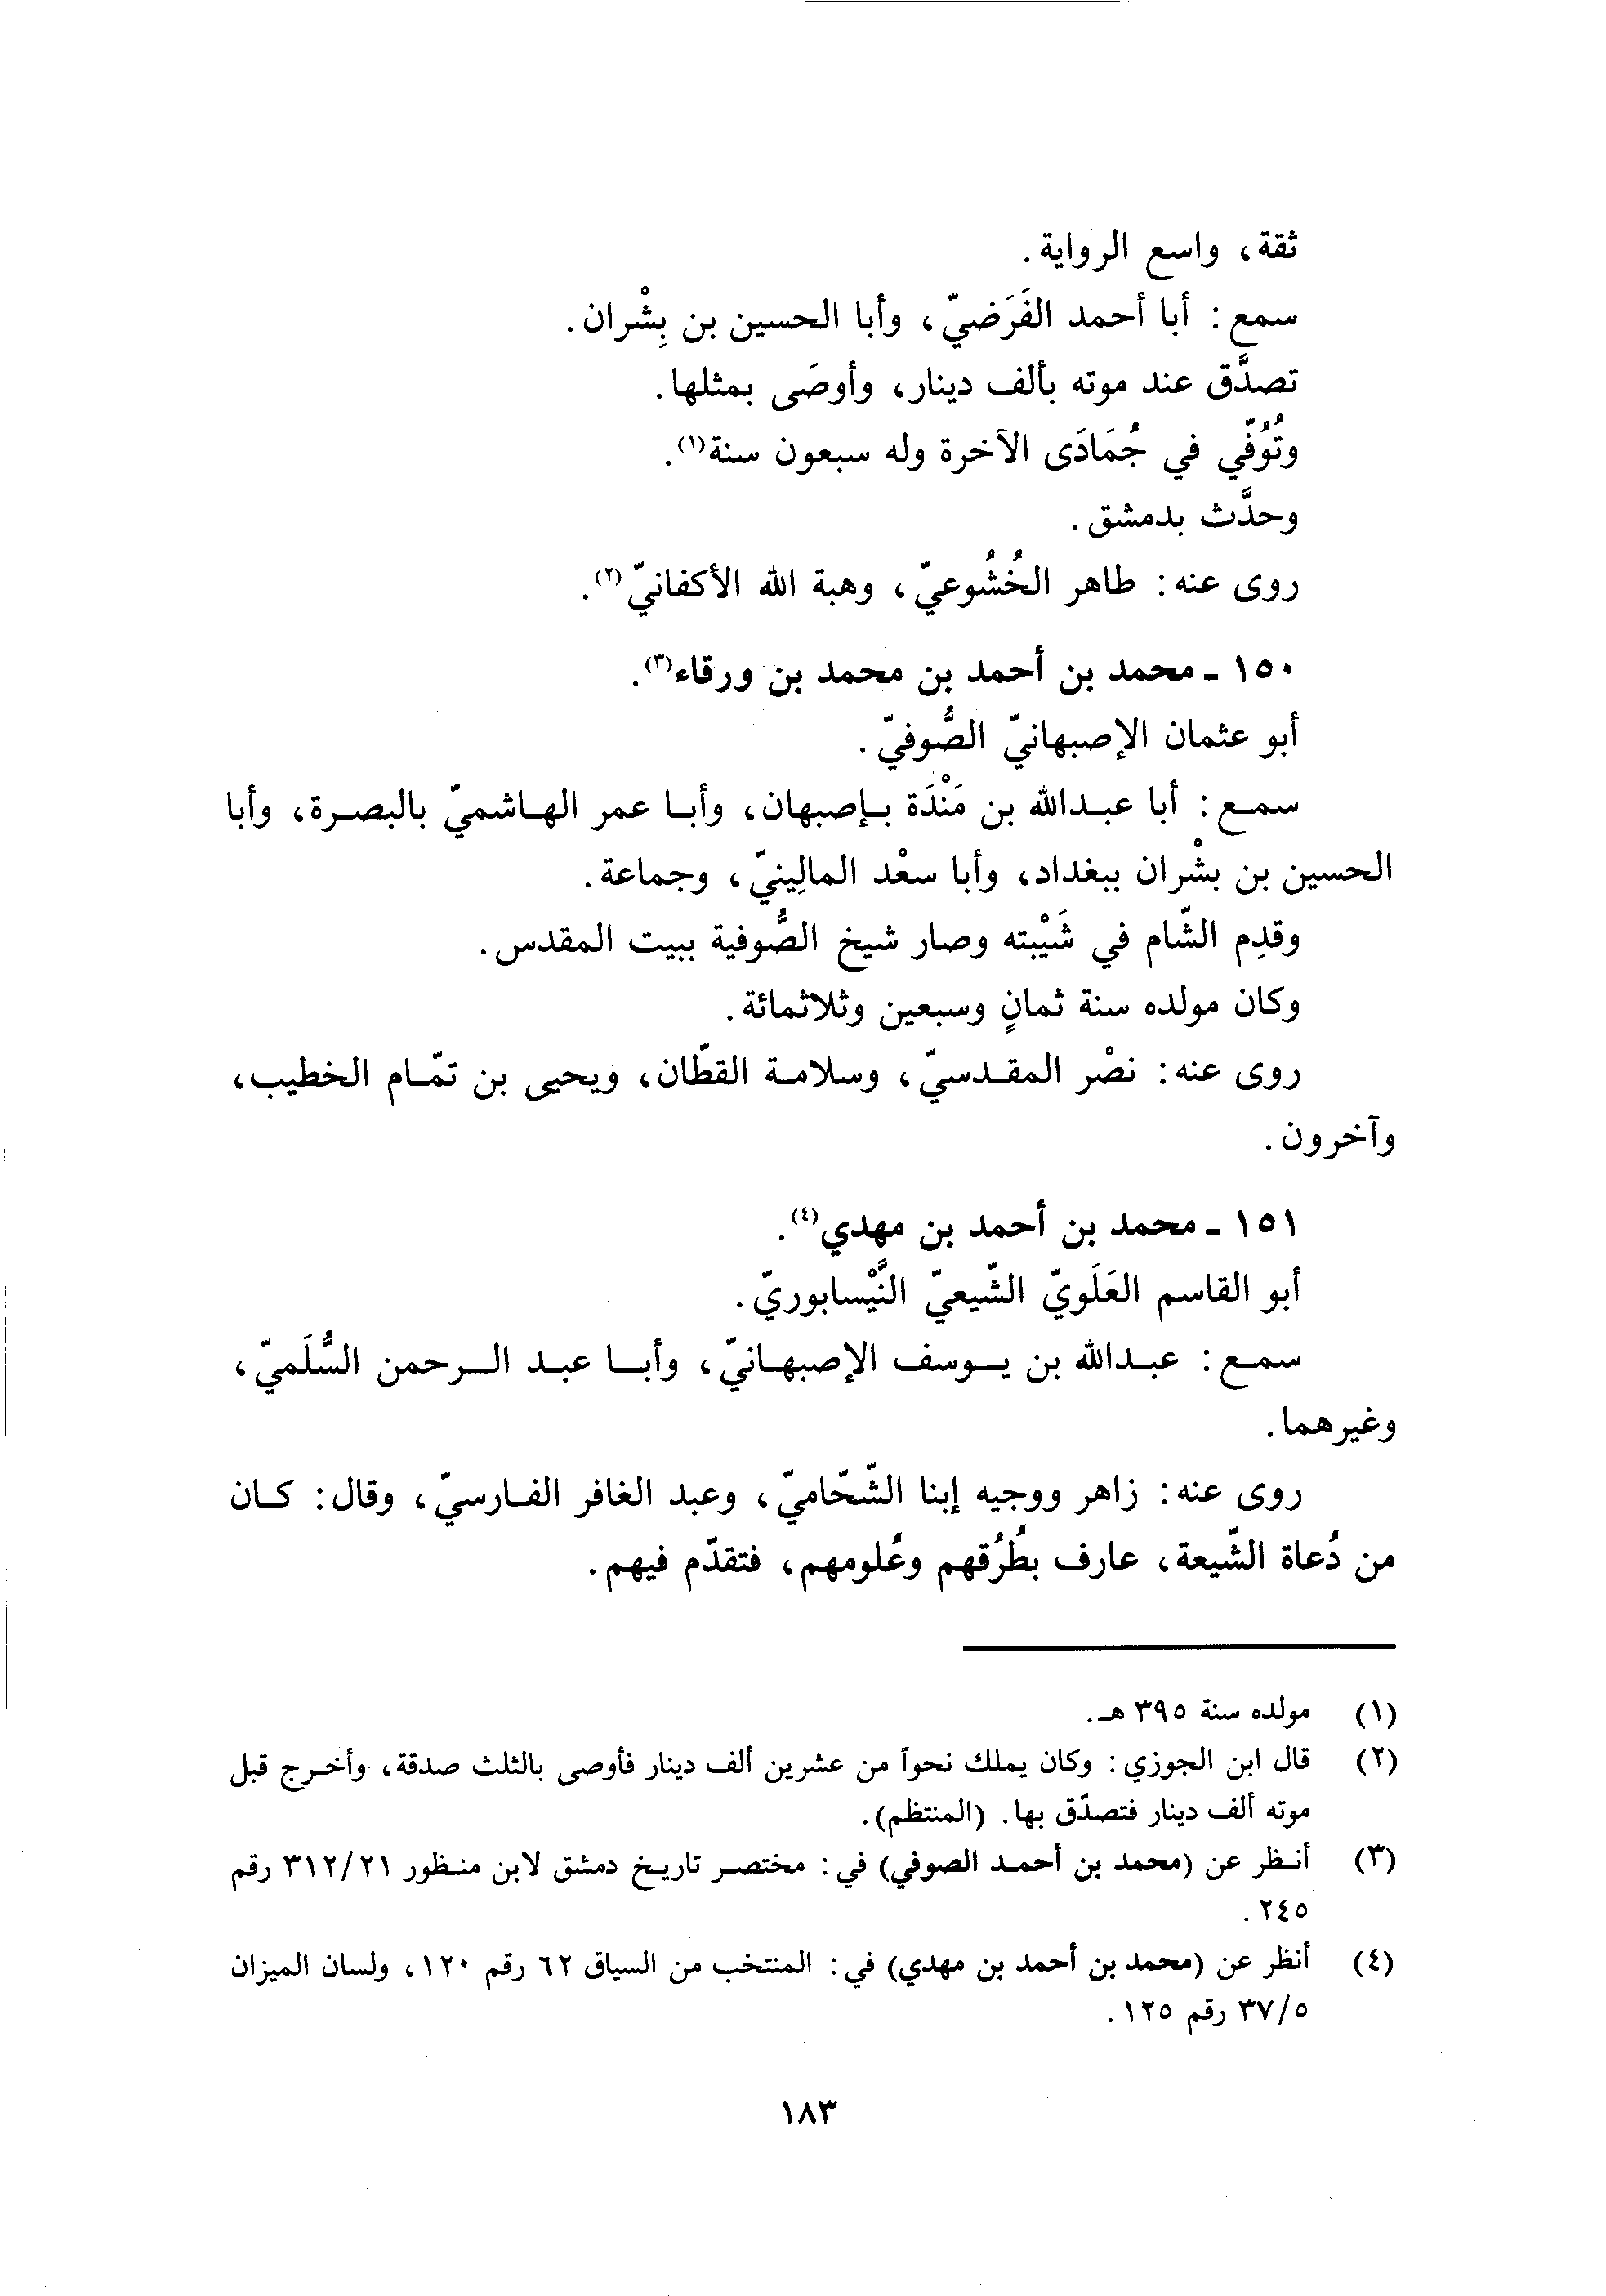 ثقة، واسع الرواية.
سمع: أبا أحمد الفَرَضيّ، وأبا الحسين بن بِشْران.
تصدَّق عند موته بألف دينار، وأوصَى بمثلها.
وتُوُفّي في جُمَادَى الآخرة وله سبعون سنة(١).
وحدَّث بدمشق.
روى عنه: طاهر الخُشُوعيّ، وهبة الله الأكفانيّ(٢).
١٥٠ ـ محمد بن أحمد بن محمد بن ورقاء(٣).
أبو عثمان الإصبهانيّ الصُّوفيّ.
سمع: أبا عبدالله بن مَنْدَة بإصبهان، وأبا عمر الهاشميّ بالبصرة، وأبا
الحسين بن بشْران ببغداد، وأبا سعْد المالِينيّ، وجماعة.
وقدِم الشّام في شَيْبته وصار شيخ الصُّوفية ببيت المقدس.
وكان مولده سنة ثمانٍ وسبعين وثلاثمائة.
روى عنه: نصْر المقدسيّ، وسلامة القطّان، ويحيى بن تمّام الخطيب،
وآخرون.
١٥١ ـ محمد بن أحمد بن مهدي(٤).
أبو القاسم العَلَويّ الشّيعيّ النَّيْسابوريّ.
سمع: عبدالله بن يوسف الإصبهانيّ، وأبا عبد الرحمن السُّلَميّ،
وغيرهما.
روى عنه: زاهر ووجيه إبنا الشّحّاميّ، وعبد الغافر الفارسيّ، وقال: كان
من دُعاة الشّيعة، عارف بطُرُقهم وعُلومهم، فتقدّم فيهم.
(١) مولده سنة ٣٩٥ هـ.
(٢) قال ابن الجوزي: وكان يملك نحواً من عشرين ألف دينار فأوصى بالثلث صدقة، وأخرج قبل
موته ألف دينار فتصدّق بها. (المنتظم).
(٣) أنظر عن (محمد بن أحمد الصوفي) في: مختصر تاريخ دمشق لابن منظور ٣١٢/٢١ رقم
٢٤٥.
(٤) أنظر عن (محمد بن أحمد بن مهدي) في: المنتخب من السياق ٦٢ رقم ١٢٠، ولسان الميزان
٣٧/٥ رقم ١٢٥.
١٨٣